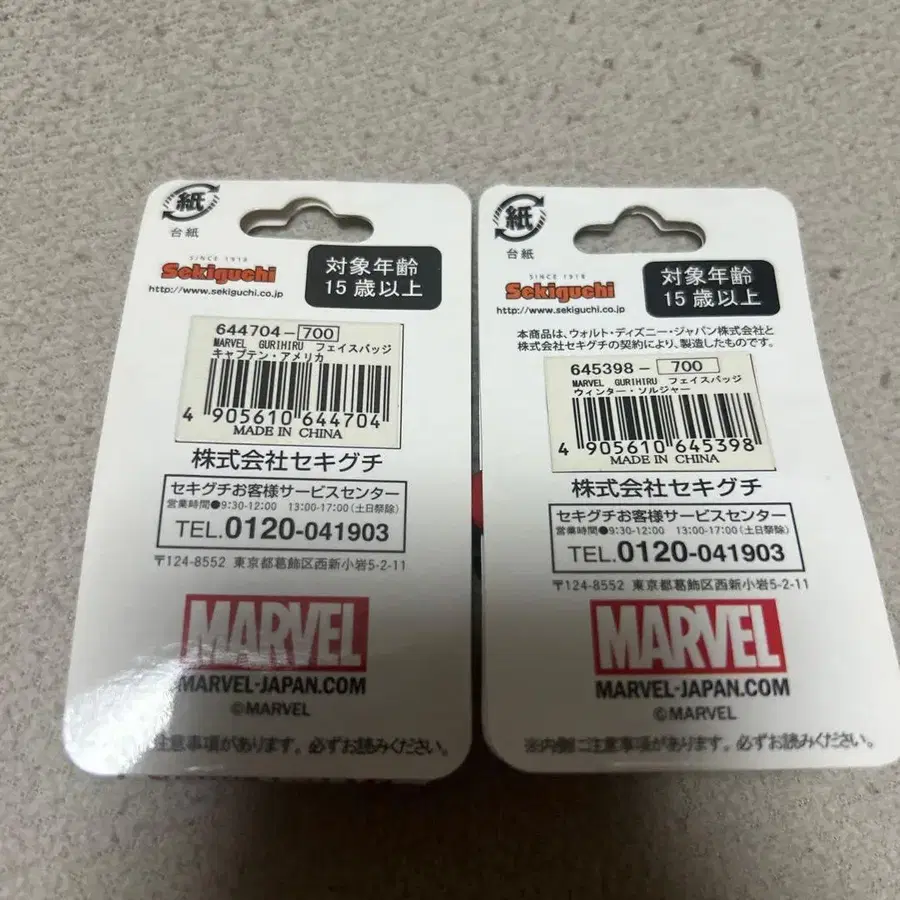 紙
台紙
SINCE 1918
Sekiguchi
http://www.sekiguchi.co.jp
対象年齢
15歳以上
644704-700
MARVEL GURIHIRU フェイスバッジ
キャプテン・アメリカ
4 905610 644704
MADE IN CHINA
株式会社セキグチ
セキグチお客様サービスセンター
営業時間●9:30-12:00 13:00-17:00(土日祭除)
TEL.0120-041903
〒124-8552 東京都葛飾区西新小岩5-2-11
MARVEL
MARVEL-JAPAN.COM
©MARVEL
注意事項があります。必ずお読みください。
紙
台紙
SINCE 1918
Sekiguchi
http://www.sekiguchi.co.jp
対象年齢
15歳以上
本商品は、ウォルト・ディズニー・ジャパン株式会社と
株式会社セキグチの契約により、製造したものです。
645398-700
MARVEL GURIHIRU フェイスバッジ
ウィンター・ソルジャー
4 905610 645398
MADE IN CHINA
株式会社セキグチ
セキグチお客様サービスセンター
営業時間●9:30-12:00 13:00-17:00(土日祭除)
TEL.0120-041903
〒124-8552 東京都葛飾区西新小岩5-2-11
MARVEL
MARVEL-JAPAN.COM
©MARVEL
※内側に注意事項があります。必ずお読みください。